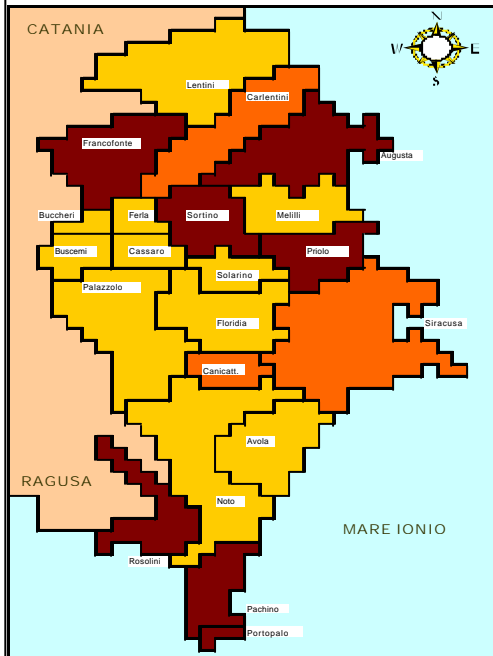 CATANIA
N
W
E
S
Lentini
Carlentini
Francofonte
Augusta
Buccheri
Ferla
Sortino
Melilli
Buscemi
Cassaro
Priolo
Solarino
Palazzolo
Floridia
Siracusa
Canicatt.
Avola
RAGUSA
Noto
MARE IONIO
Rosolini
Pachino
Portopalo